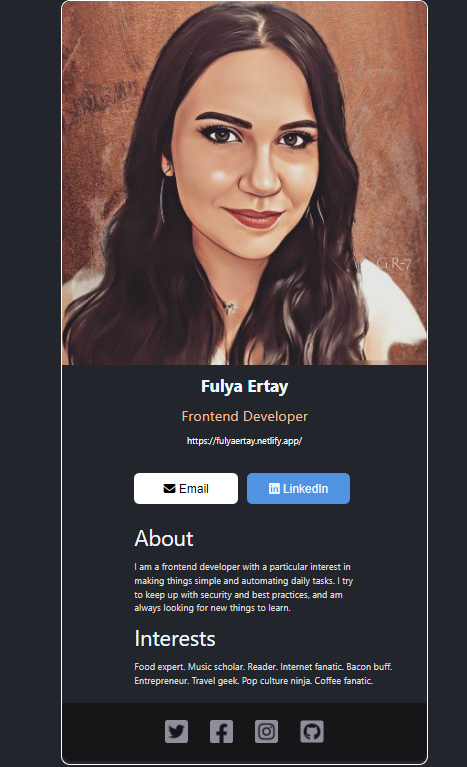 G.R-7
Fulya Ertay
Frontend Developer
https://fulyaertay.netlify.app/
Email
LinkedIn
About
I am a frontend developer with a particular interest in
making things simple and automating daily tasks. I try
to keep up with security and best practices, and am
always looking for new things to learn.
Interests
Food expert. Music scholar. Reader. Internet fanatic. Bacon buff.
Entrepreneur. Travel geek. Pop culture ninja. Coffee fanatic.